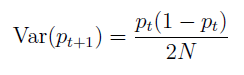 Var(p_{t+1}) = \frac{p_t(1 - p_t)}{2N}